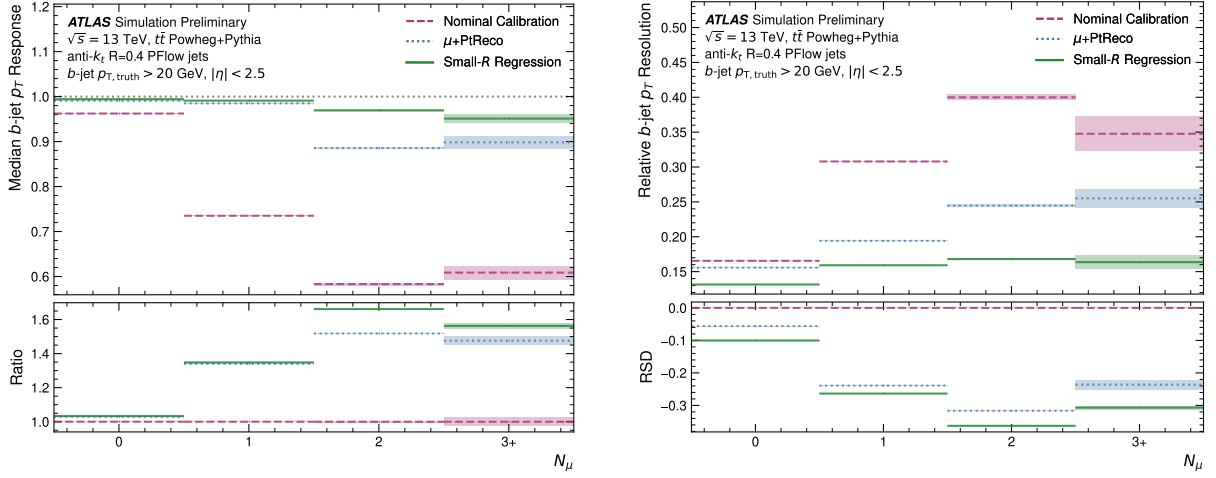 ATLAS Simulation Preliminary
√s = 13 TeV, tt̄ Powheg+Pythia
anti-kt R=0.4 PFlow jets
b-jet pT, truth > 20 GeV, |η| < 2.5
Nominal Calibration
μ+PtReco
Small-R Regression
Median b-jet pT Response
1.2
1.1
1.0
0.9
0.8
0.7
0.6
Ratio
1.6
1.4
1.2
1.0
0
1
2
3+
Nμ
ATLAS Simulation Preliminary
√s = 13 TeV, tt̄ Powheg+Pythia
anti-kt R=0.4 PFlow jets
b-jet pT, truth > 20 GeV, |η| < 2.5
Nominal Calibration
μ+PtReco
Small-R Regression
Relative b-jet pT Resolution
0.50
0.45
0.40
0.35
0.30
0.25
0.20
0.15
RSD
0.0
−0.1
−0.2
−0.3
0
1
2
3+
Nμ